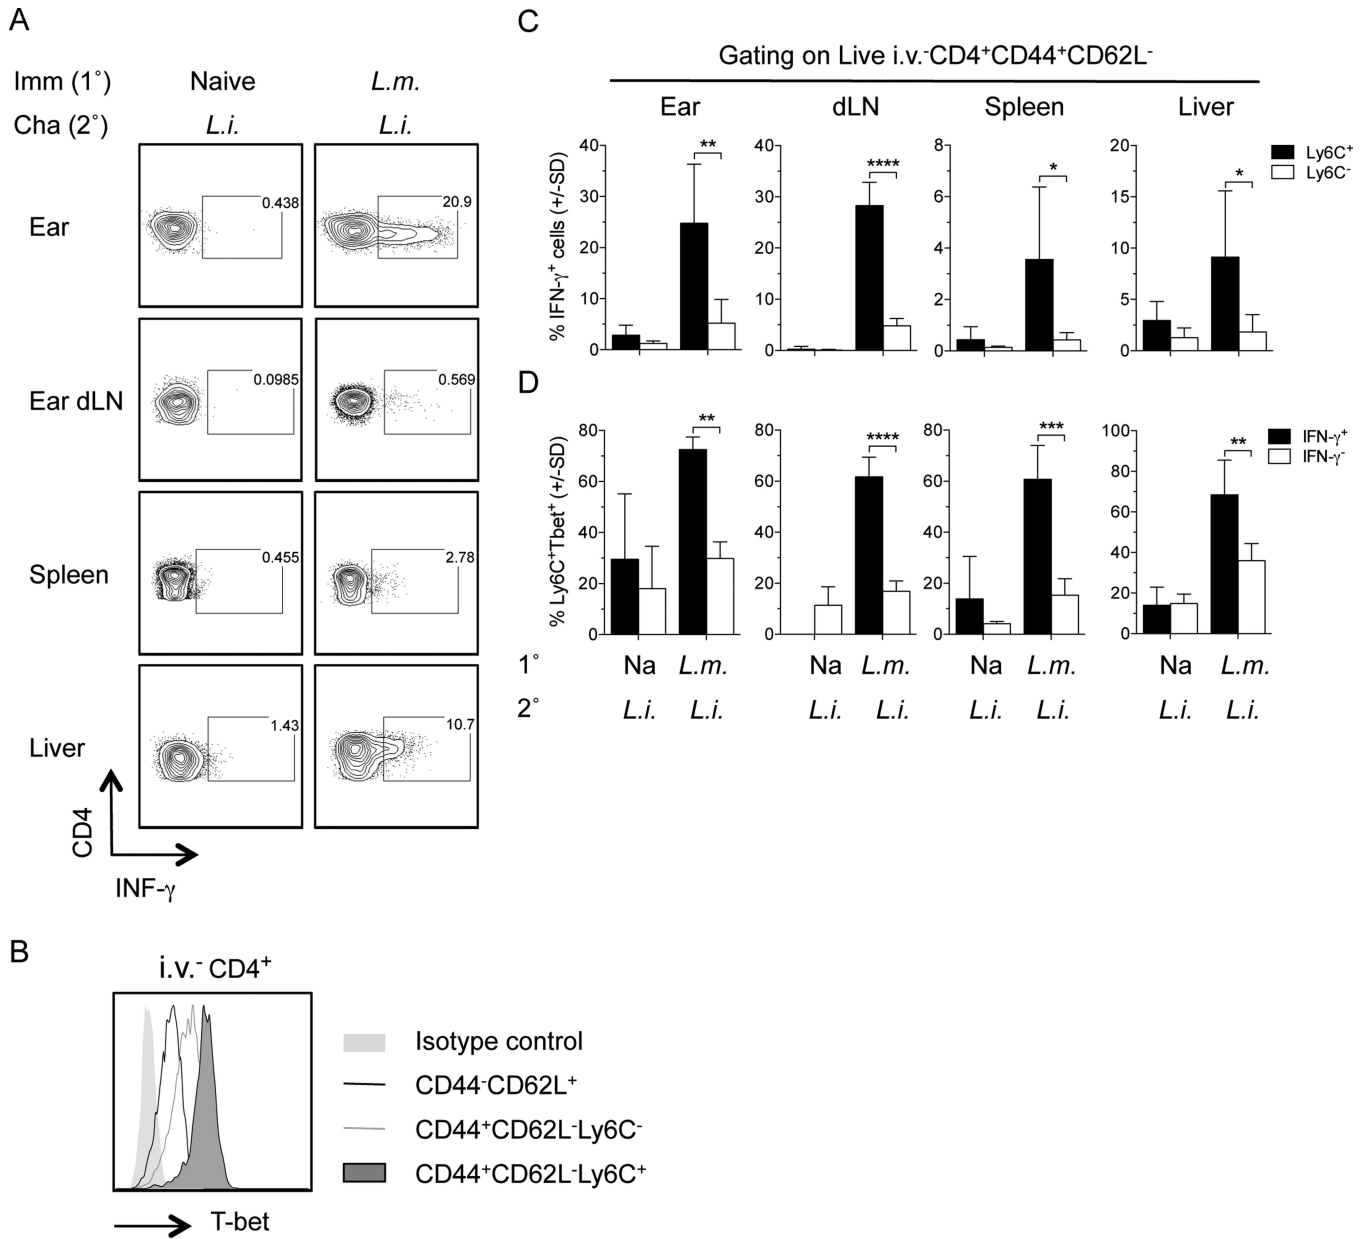 A
Imm (1˚) Naive L.m.
Cha (2˚) L.i. L.i.
Ear 0.438 20.9
Ear dLN 0.0985 0.569
Spleen 0.455 2.78
Liver 1.43 10.7
CD4
INF-γ
B
i.v.⁻ CD4⁺
Isotype control
CD44⁻CD62L⁺
CD44⁺CD62L⁻Ly6C⁻
CD44⁺CD62L⁻Ly6C⁺
T-bet
C
Gating on Live i.v.⁻CD4⁺CD44⁺CD62L⁻
Ear dLN Spleen Liver
% IFN-γ⁺ cells (+/-SD)
40 30 20 10 0
**
40 30 20 10 0
****
8 6 4 2 0
*
20 15 10 5 0
*
Ly6C⁺
Ly6C⁻
D
% Ly6C⁺Tbet⁺ (+/-SD)
80 60 40 20 0
**
80 60 40 20 0
****
80 60 40 20 0
***
100 80 60 40 20 0
**
IFN-γ⁺
IFN-γ⁻
1˚ Na L.m. Na L.m. Na L.m. Na L.m.
2˚ L.i. L.i. L.i. L.i. L.i. L.i. L.i. L.i.